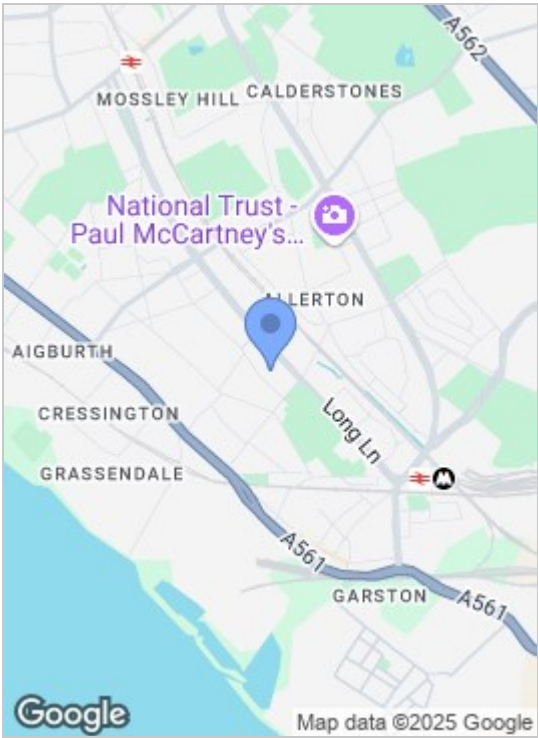 A562
MOSSLEY HILL
CALDERSTONES
National Trust -
Paul McCartney's...
ALLERTON
AIGBURTH
CRESSINGTON
Long Ln
GRASSENDALE
A561
GARSTON
A561
Google
Map data ©2025 Google